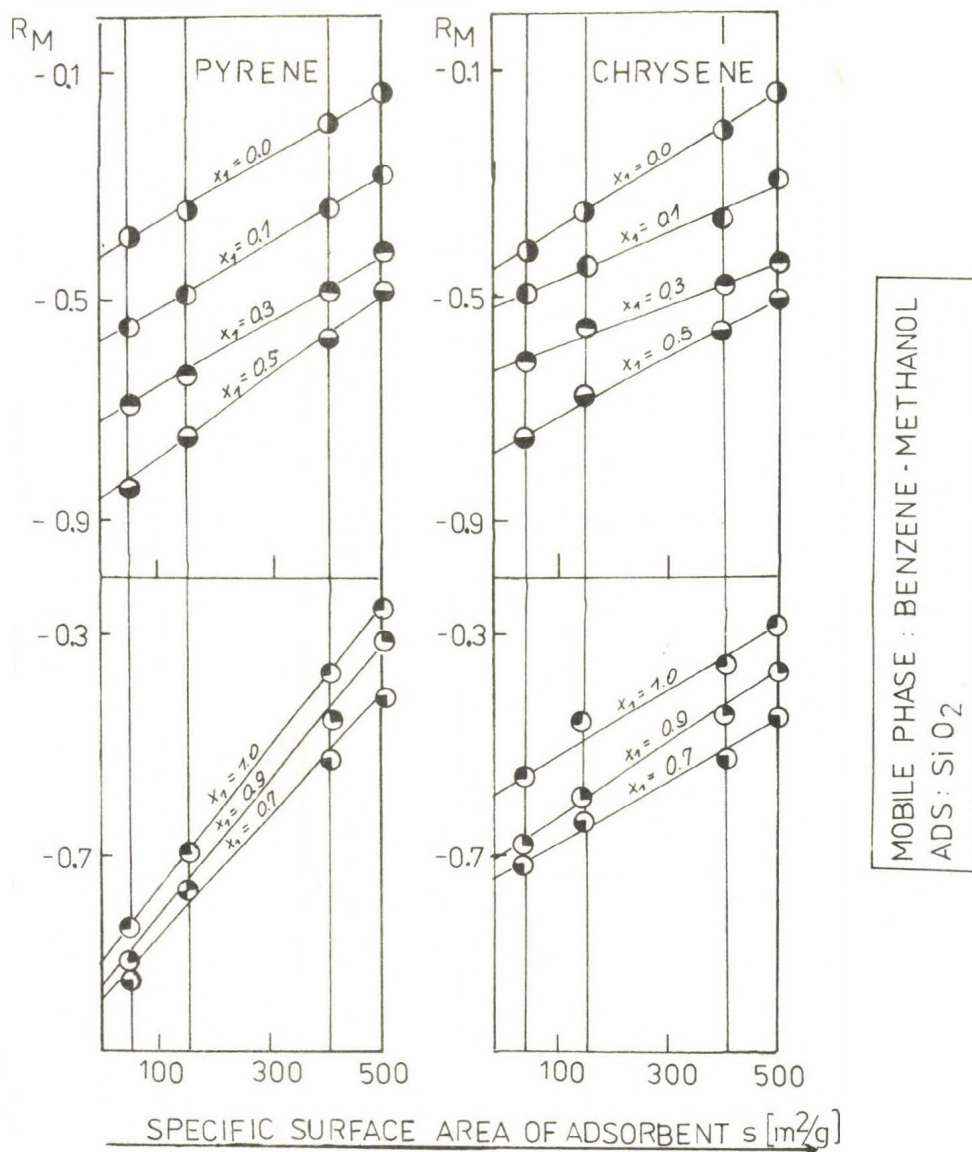 R_M
-0.1
PYRENE
x₁ = 0.0
x₁ = 0.1
-0.5
x₁ = 0.3
x₁ = 0.5
-0.9
-0.3
x₁ = 1.0
x₁ = 0.9
x₁ = 0.7
-0.7
100 300 500
R_M
-0.1
CHRYSENE
x₁ = 0.0
x₁ = 0.1
-0.5
x₁ = 0.3
x₁ = 0.5
-0.9
-0.3
x₁ = 1.0
x₁ = 0.9
x₁ = 0.7
-0.7
100 300 500
SPECIFIC SURFACE AREA OF ADSORBENT s [m²/g]
MOBILE PHASE : BENZENE - METHANOL
ADS : SiO₂